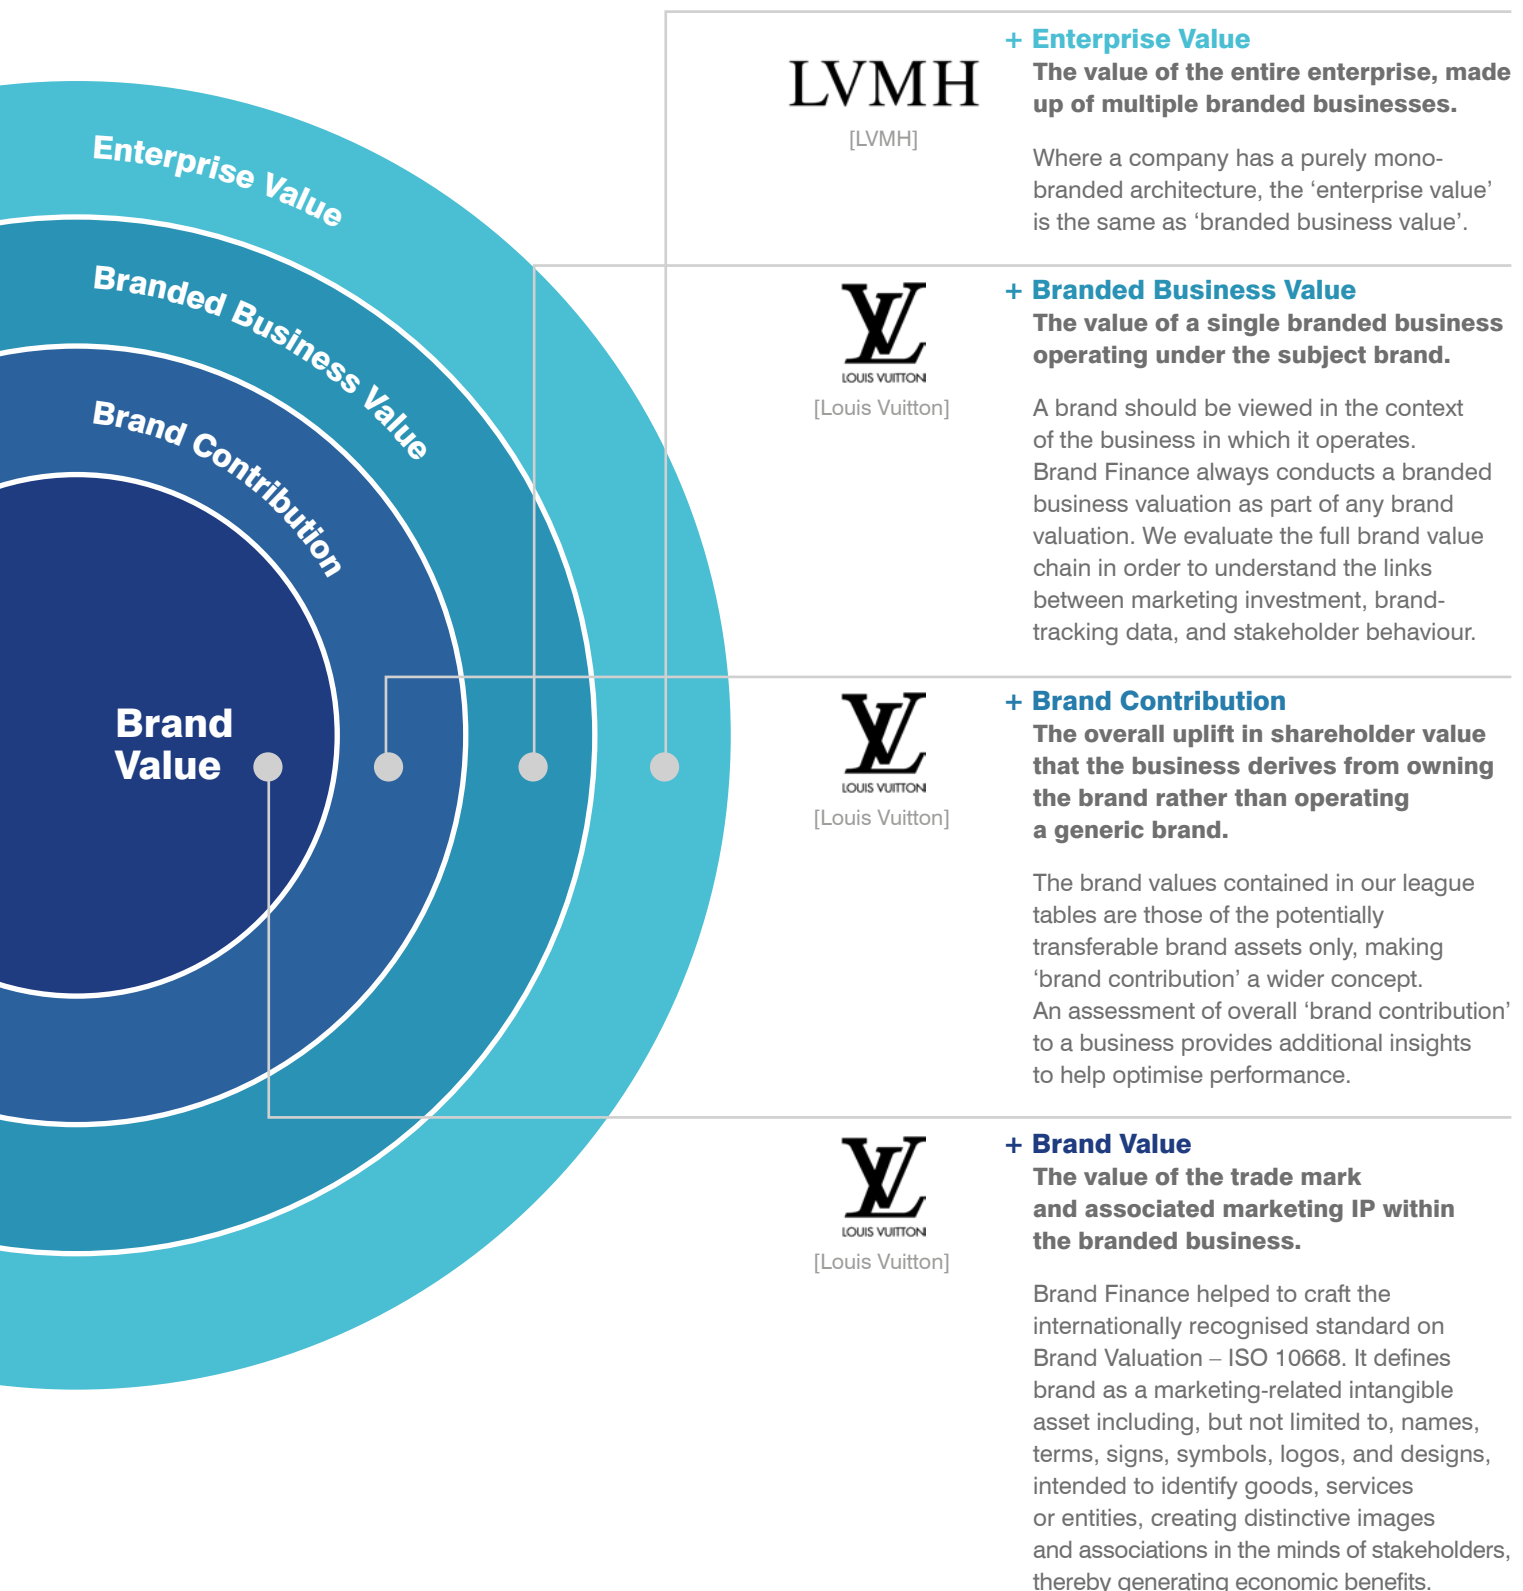 Enterprise Value
Branded Business Value
Brand Contribution
Brand
Value
LVMH
[LVMH]
+ Enterprise Value
The value of the entire enterprise, made
up of multiple branded businesses.
Where a company has a purely mono-
branded architecture, the ‘enterprise value’
is the same as ‘branded business value’.
LV
LOUIS VUITTON
[Louis Vuitton]
+ Branded Business Value
The value of a single branded business
operating under the subject brand.
A brand should be viewed in the context
of the business in which it operates.
Brand Finance always conducts a branded
business valuation as part of any brand
valuation. We evaluate the full brand value
chain in order to understand the links
between marketing investment, brand-
tracking data, and stakeholder behaviour.
LV
LOUIS VUITTON
[Louis Vuitton]
+ Brand Contribution
The overall uplift in shareholder value
that the business derives from owning
the brand rather than operating
a generic brand.
The brand values contained in our league
tables are those of the potentially
transferable brand assets only, making
‘brand contribution’ a wider concept.
An assessment of overall ‘brand contribution’
to a business provides additional insights
to help optimise performance.
LV
LOUIS VUITTON
[Louis Vuitton]
+ Brand Value
The value of the trade mark
and associated marketing IP within
the branded business.
Brand Finance helped to craft the
internationally recognised standard on
Brand Valuation – ISO 10668. It defines
brand as a marketing-related intangible
asset including, but not limited to, names,
terms, signs, symbols, logos, and designs,
intended to identify goods, services
or entities, creating distinctive images
and associations in the minds of stakeholders,
thereby generating economic benefits.